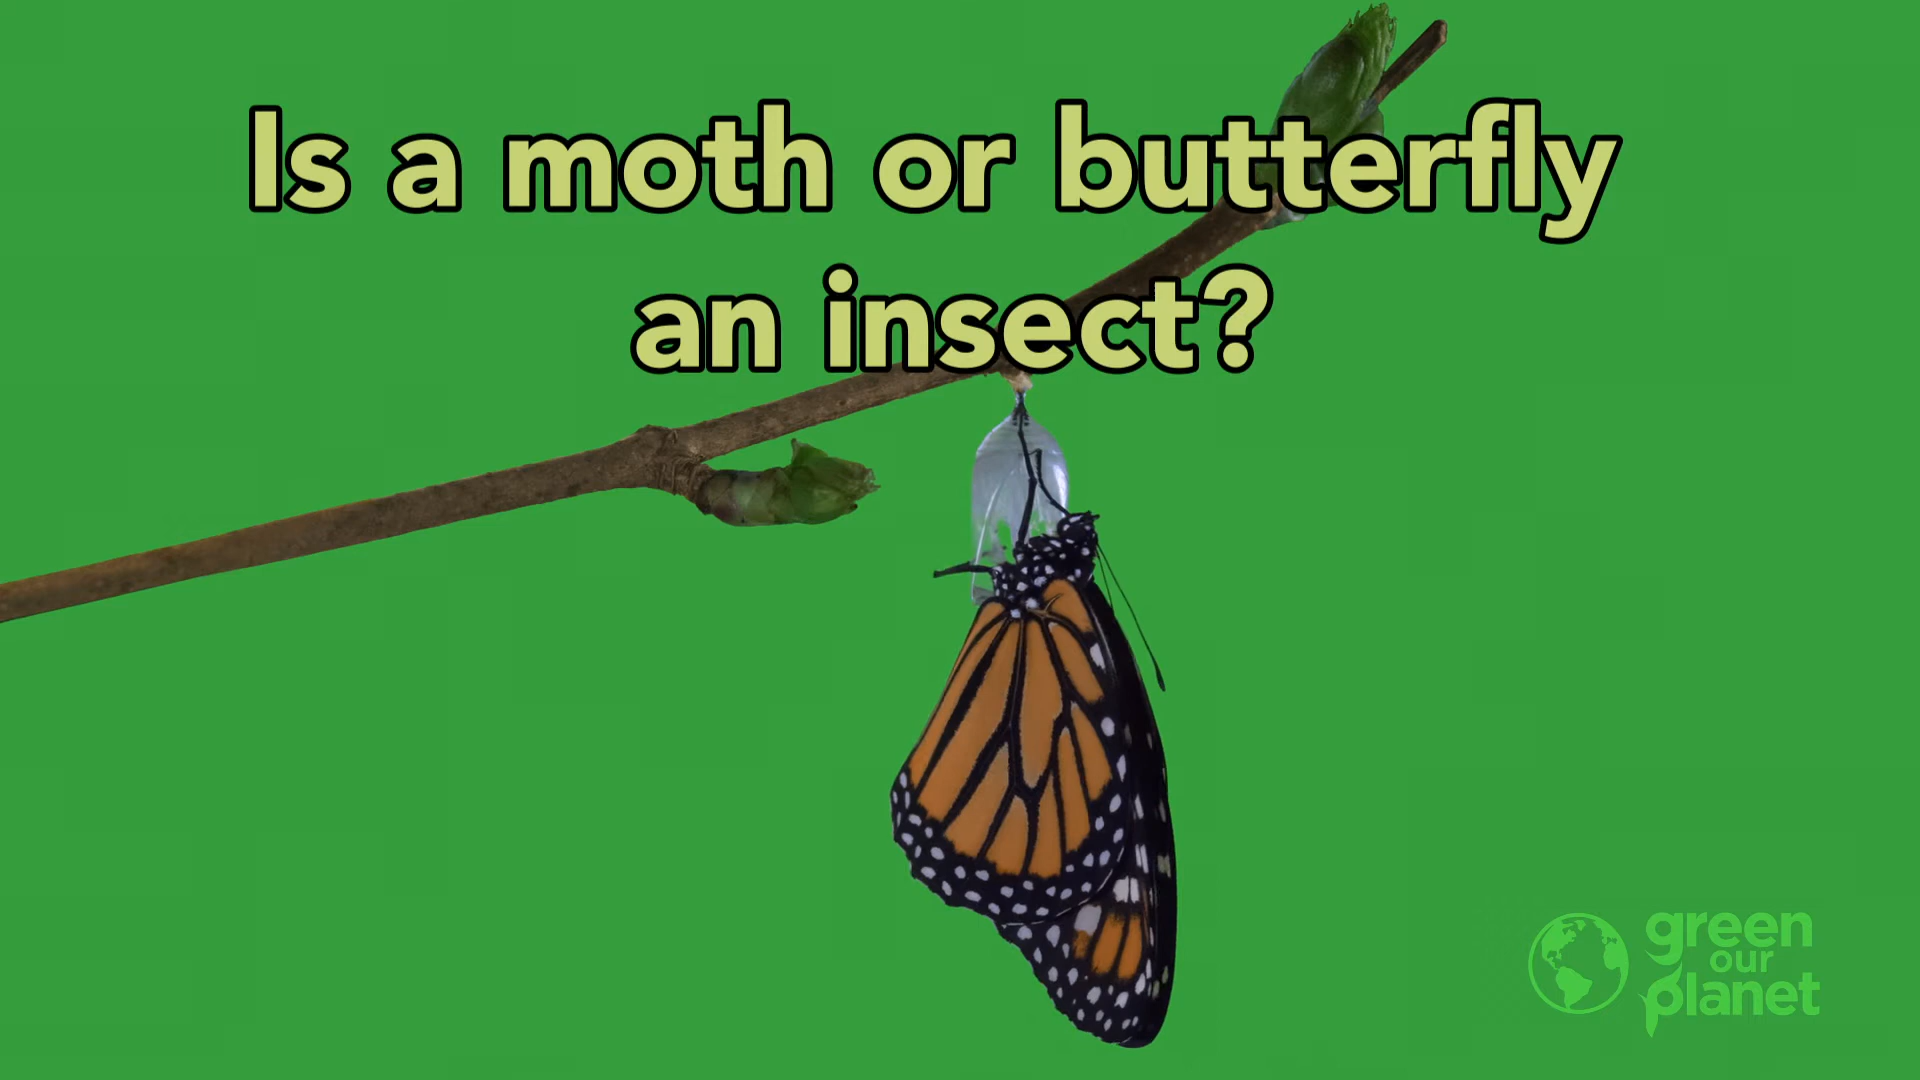 Is a moth or butterfly
an insect?
green
our
planet